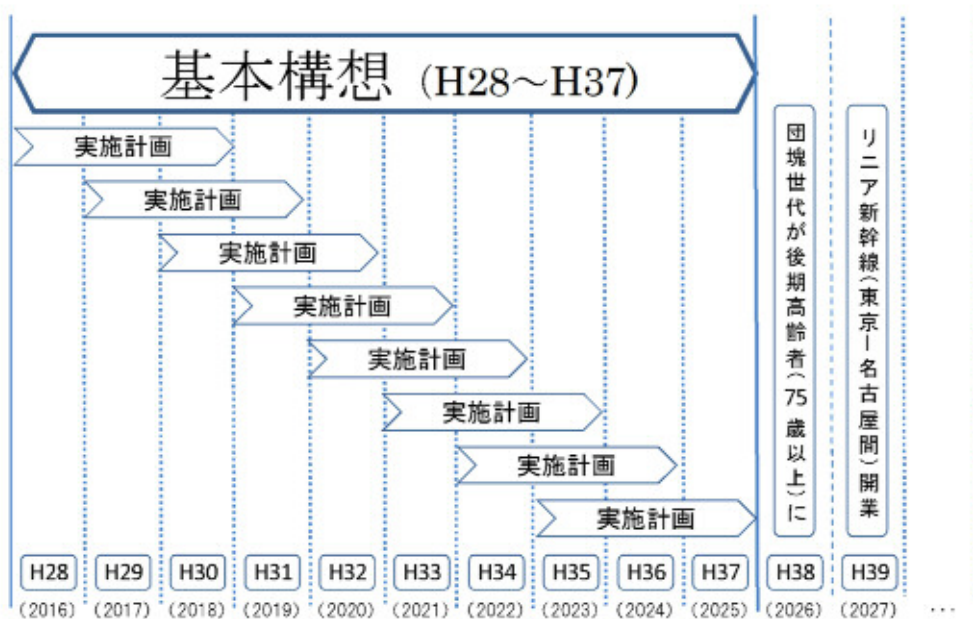 基本構想 (H28～H37)
実施計画
実施計画
実施計画
実施計画
実施計画
実施計画
実施計画
実施計画
団塊世代が後期高齢者(75歳以上)に
リニア新幹線(東京ー名古屋間)開業
H28 H29 H30 H31 H32 H33 H34 H35 H36 H37 H38 H39
(2016) (2017) (2018) (2019) (2020) (2021) (2022) (2023) (2024) (2025) (2026) (2027) ...